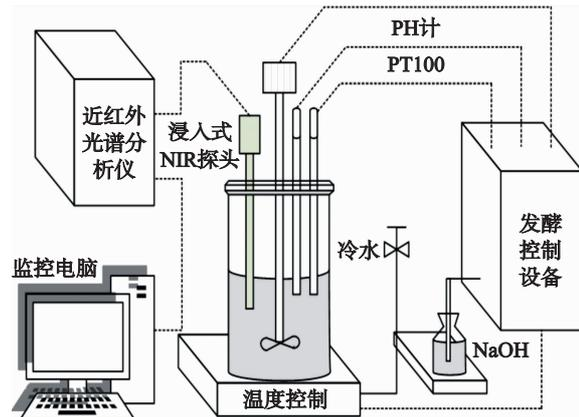 PH计
PT100
近红外
光谱分
析仪
浸入式
NIR探头
发酵
控制
设备
冷水
监控电脑
NaOH
温度控制